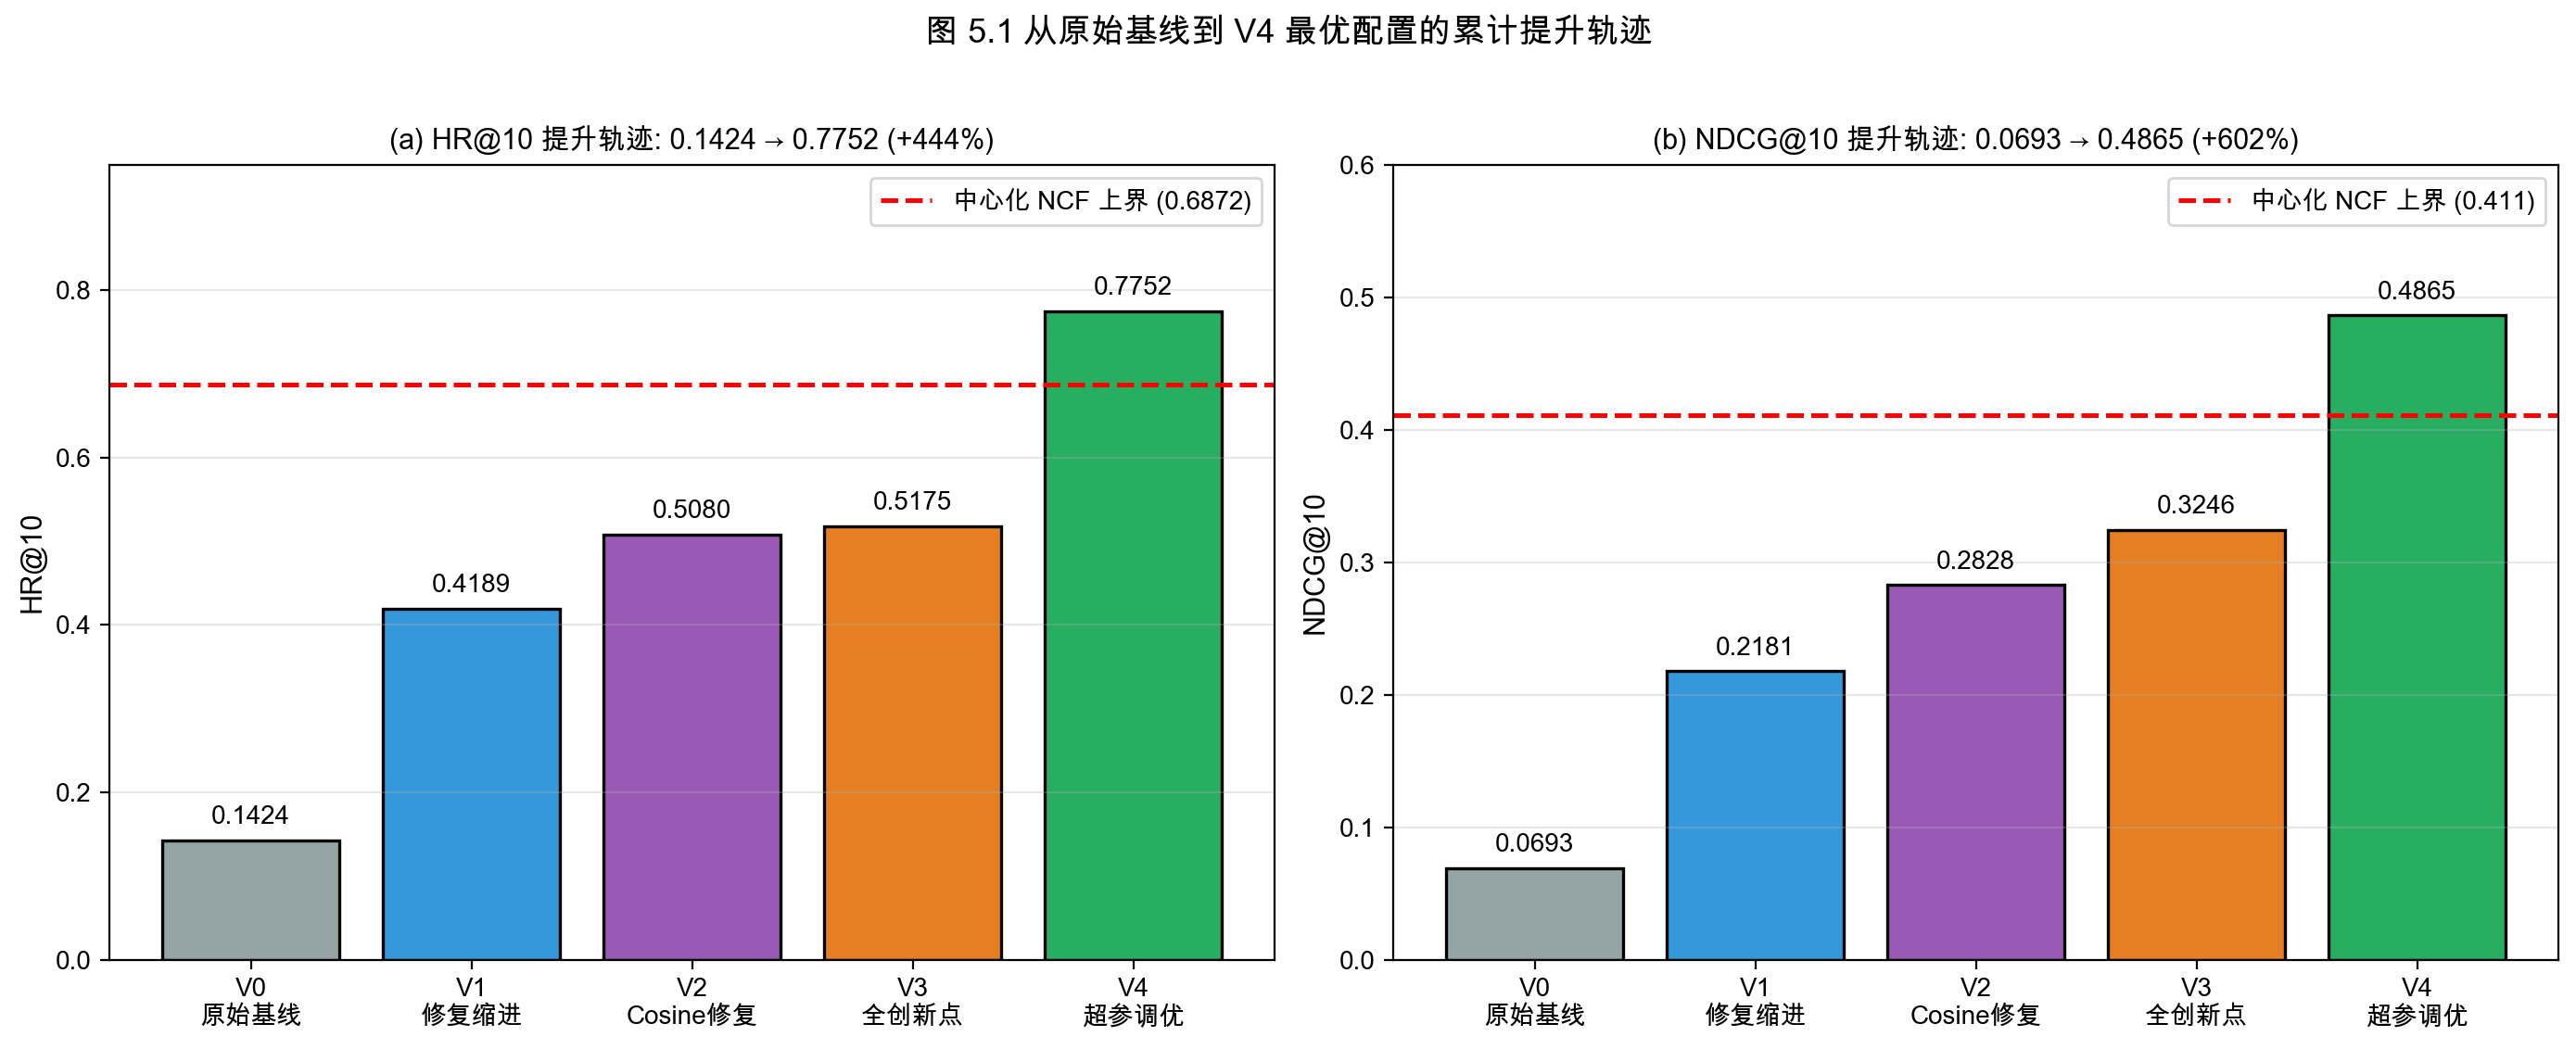 图 5.1 从原始基线到 V4 最优配置的累计提升轨迹
(a) HR@10 提升轨迹: 0.1424 → 0.7752 (+444%)
中心化 NCF 上界 (0.6872)
HR@10
0.8
0.6
0.4
0.2
0.0
0.1424
0.4189
0.5080
0.5175
0.7752
V0
原始基线
V1
修复缩进
V2
Cosine修复
V3
全创新点
V4
超参调优
(b) NDCG@10 提升轨迹: 0.0693 → 0.4865 (+602%)
中心化 NCF 上界 (0.411)
NDCG@10
0.6
0.5
0.4
0.3
0.2
0.1
0.0
0.0693
0.2181
0.2828
0.3246
0.4865
V0
原始基线
V1
修复缩进
V2
Cosine修复
V3
全创新点
V4
超参调优